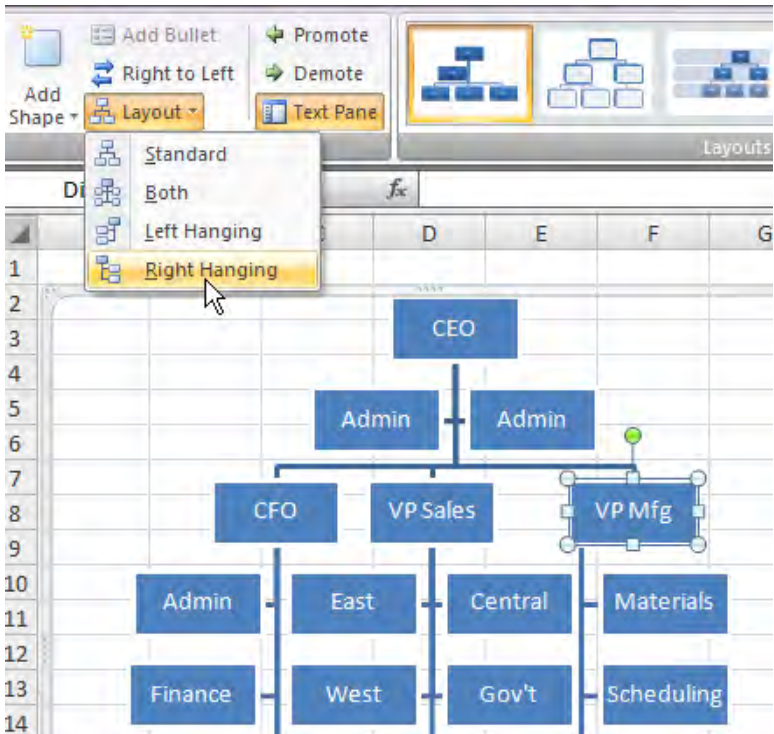 Add Bullet
Promote
Right to Left
Demote
Add
Shape
Layout
Text Pane
Layouts
Standard
Both
Left Hanging
Right Hanging
Di
fx
D E F G
1
2
3
4
5
6
7
8
9
10
11
12
13
14
CEO
Admin Admin
CFO VP Sales VP Mfg
Admin East Central Materials
Finance West Gov't Scheduling